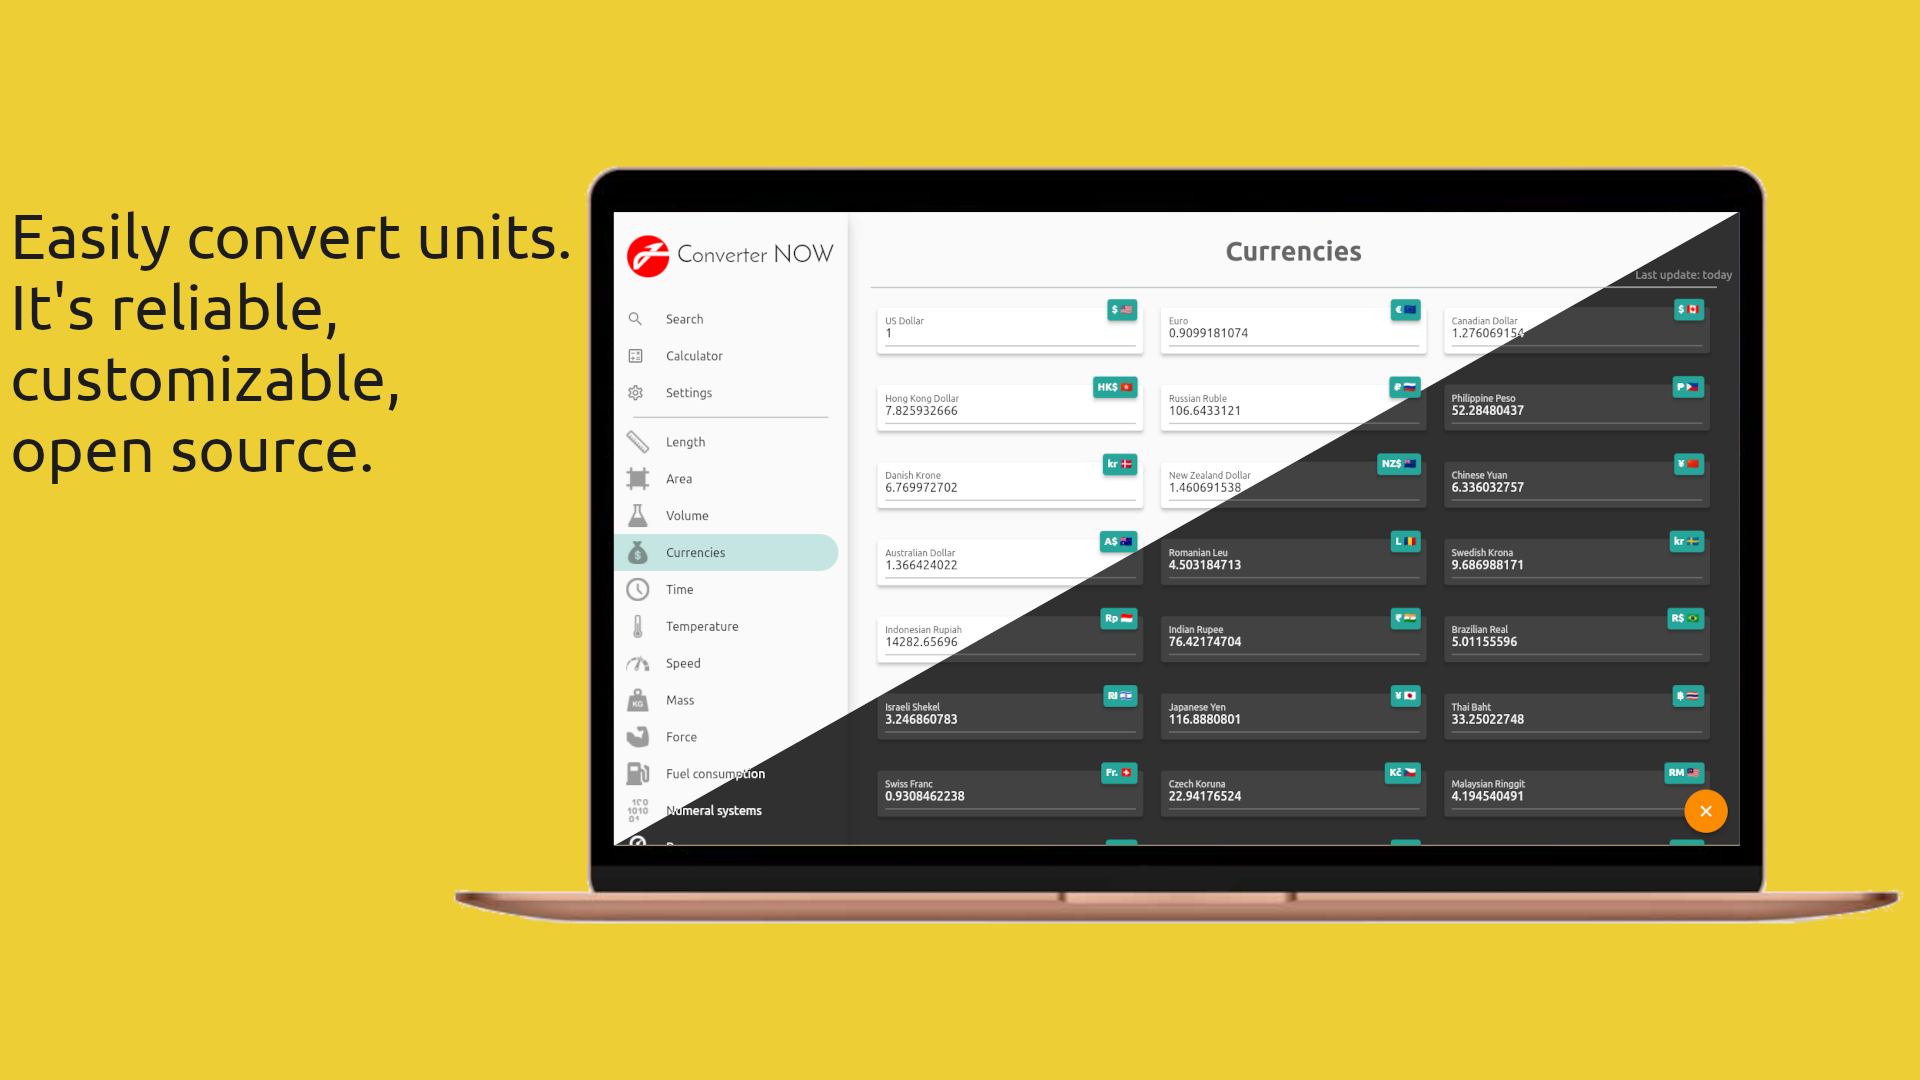 Easily convert units.
It's reliable,
customizable,
open source.
Converter NOW
Search
Calculator
Settings
Length
Area
Volume
Currencies
Time
Temperature
Speed
Mass
KG
Force
Fuel consumption
Numeral systems
Currencies
Last update: today
US Dollar
1
$
Euro
0.9099181074
€
Canadian Dollar
1.276069154
$
Hong Kong Dollar
7.825932666
HK$
Russian Ruble
106.6433121
₽
Philippine Peso
52.28480437
₱
Danish Krone
6.769972702
kr
New Zealand Dollar
1.460691538
NZ$
Chinese Yuan
6.336032757
¥
Australian Dollar
1.366424022
A$
Romanian Leu
4.503184713
L
Swedish Krona
9.686988171
kr
Indonesian Rupiah
14282.65696
Rp
Indian Rupee
76.42174704
₹
Brazilian Real
5.01155596
R$
Israeli Shekel
3.246860783
₪
Japanese Yen
116.8880801
¥
Thai Baht
33.25022748
฿
Swiss Franc
0.9308462238
Fr.
Czech Koruna
22.94176524
Kč
Malaysian Ringgit
4.194540491
RM